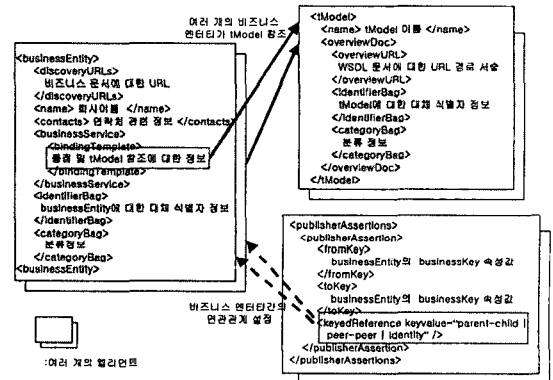 여러 개의 비즈니스
엔터티가 tModel 참조
<businessEntity>
<discoveryURLs>
비즈니스 문서에 대한 URL
</discoveryURLs>
<name> 회사이름 </name>
<contacts> 연락처 관련 정보 </contacts>
<businessService>
<bindingTemplate>
및 tModel 참조에 대한 정보
</bindingTemplate>
</businessService>
<identifierBag>
businessEntity에 대한 대체 식별자 정보
</identifierBag>
<categoryBag>
분류정보
</categoryBag>
<businessEntity>
<tModel>
<name> tModel 이름 </name>
<overviewDoc>
<overviewURL>
WSDL 문서에 대한 URL 경로 서술
</overviewURL>
<identifierBag>
tModel에 대한 대체 식별자 정보
</identifierBag>
<categoryBag>
분류 정보
</categoryBag>
</overviewDoc>
</tModel>
<publisherAssertions>
<publisherAssertion>
<fromKey>
businessEntity의 businessKey 속성값
</fromKey>
<toKey>
businessEntity의 businessKey 속성값
</toKey>
<keyedReference keyvalue="parent-child |
peer-peer | identity" />
</publisherAssertion>
</publisherAssertions>
비즈니스 엔터티간의
연관관계 설정
:여러 개의 엘리먼트